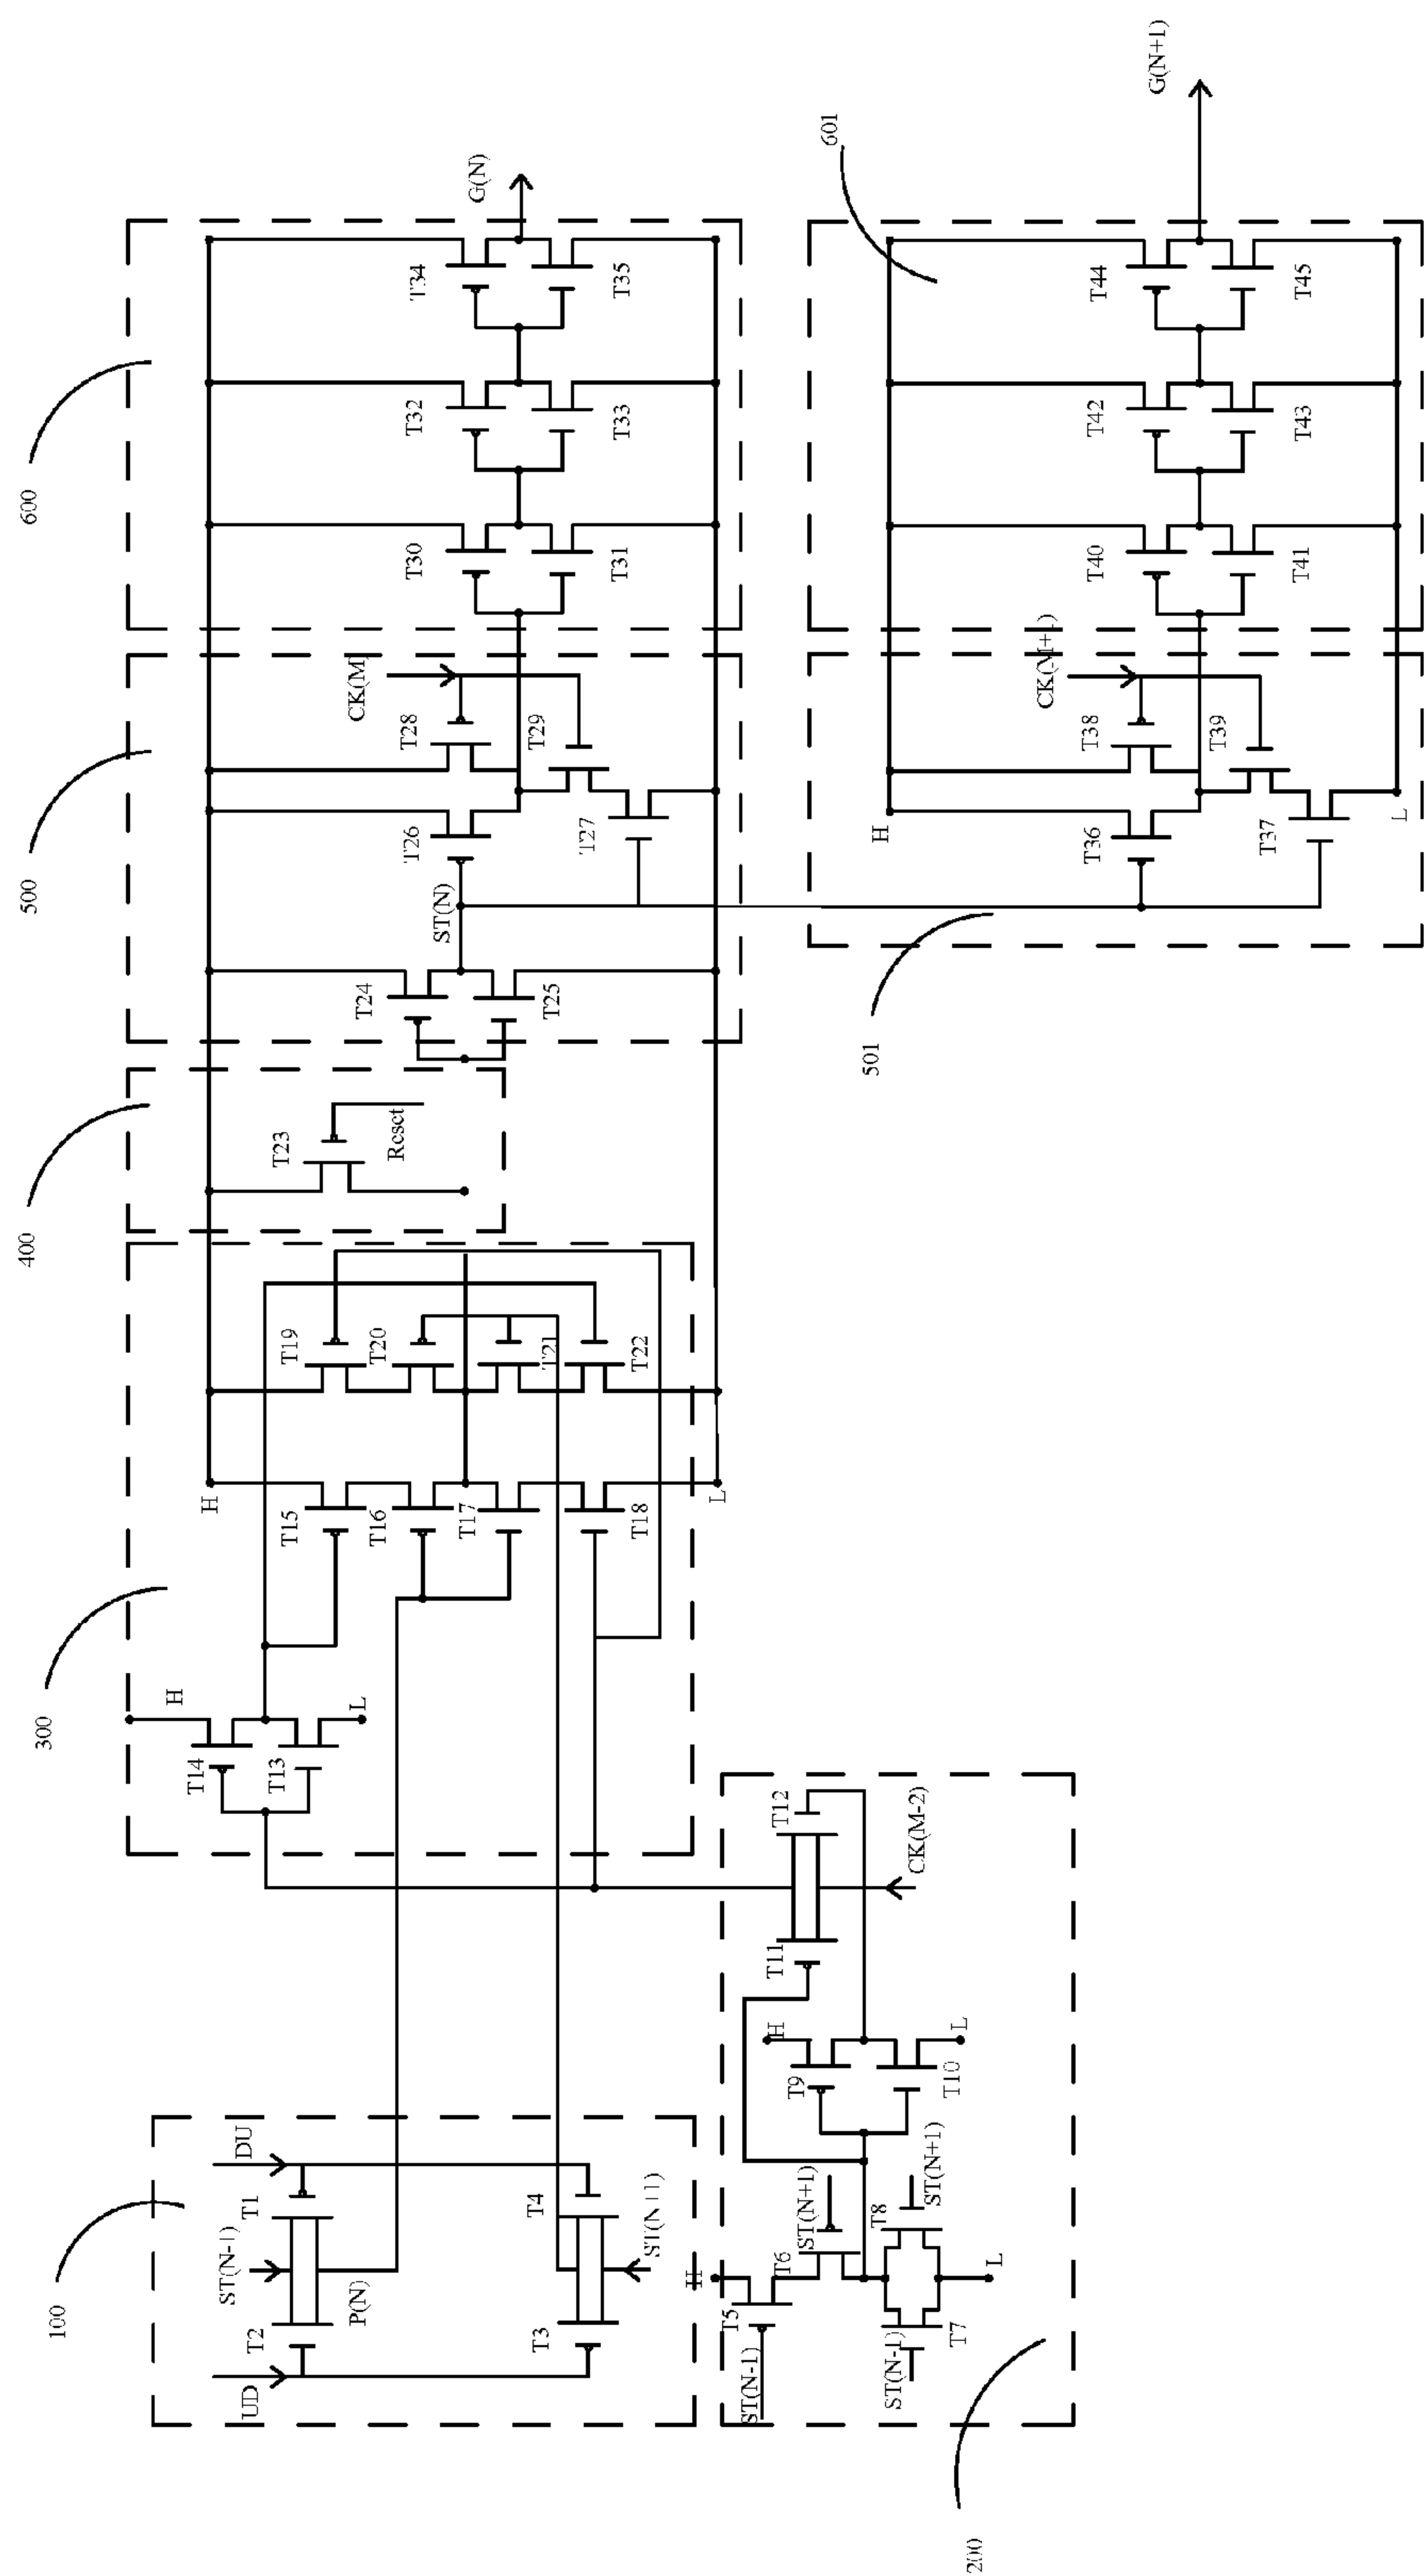 100
UD
DU
ST(N-1)
T2
T1
P(N)
T3
T4
ST(N+1)
200
H
T5
ST(N-1)
T6
ST(N+1)
ST(N-1)
T7
T8
ST(N+1)
L
H
T9
T10
L
T11
T12
CK(M-2)
300
H
T14
T13
L
H
T15
T16
T17
T18
L
T19
T20
T21
T22
400
T23
Reset
500
T24
T25
ST(N)
T26
T27
T28
T29
CK(M
600
T30
T31
T32
T33
T34
T35
G(N)
501
H
T36
T37
L
T38
T39
CK(M+1)
601
T40
T41
T42
T43
T44
T45
G(N+1)